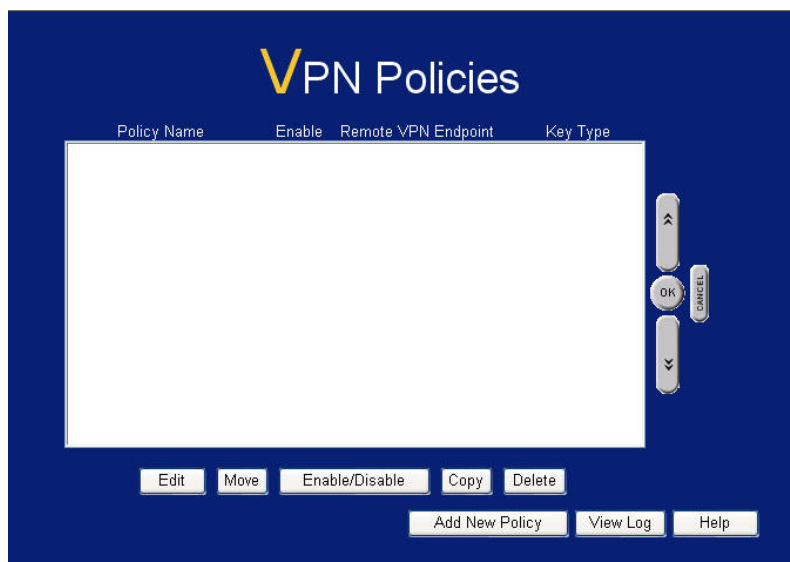 VPN Policies
Policy Name Enable Remote VPN Endpoint Key Type
OK
CANCEL
Edit Move Enable/Disable Copy Delete
Add New Policy View Log Help